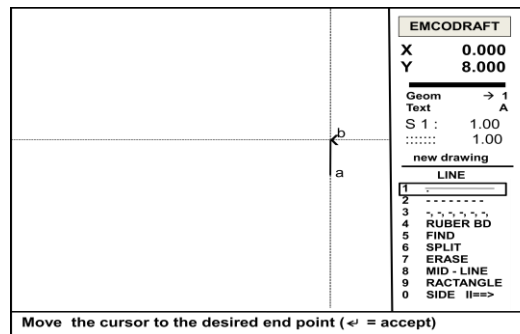 EMCODRAFT
X 0.000
Y 8.000
Geom → 1
Text A
S 1 : 1.00
::::::: 1.00
new drawing
LINE
1 .
2 - - - - - - - -
3 -, -, -, -, -, -,
4 RUBER BD
5 FIND
6 SPLIT
7 ERASE
8 MID - LINE
9 RACTANGLE
0 SIDE II==>
b
a
Move the cursor to the desired end point (↵ = accept)